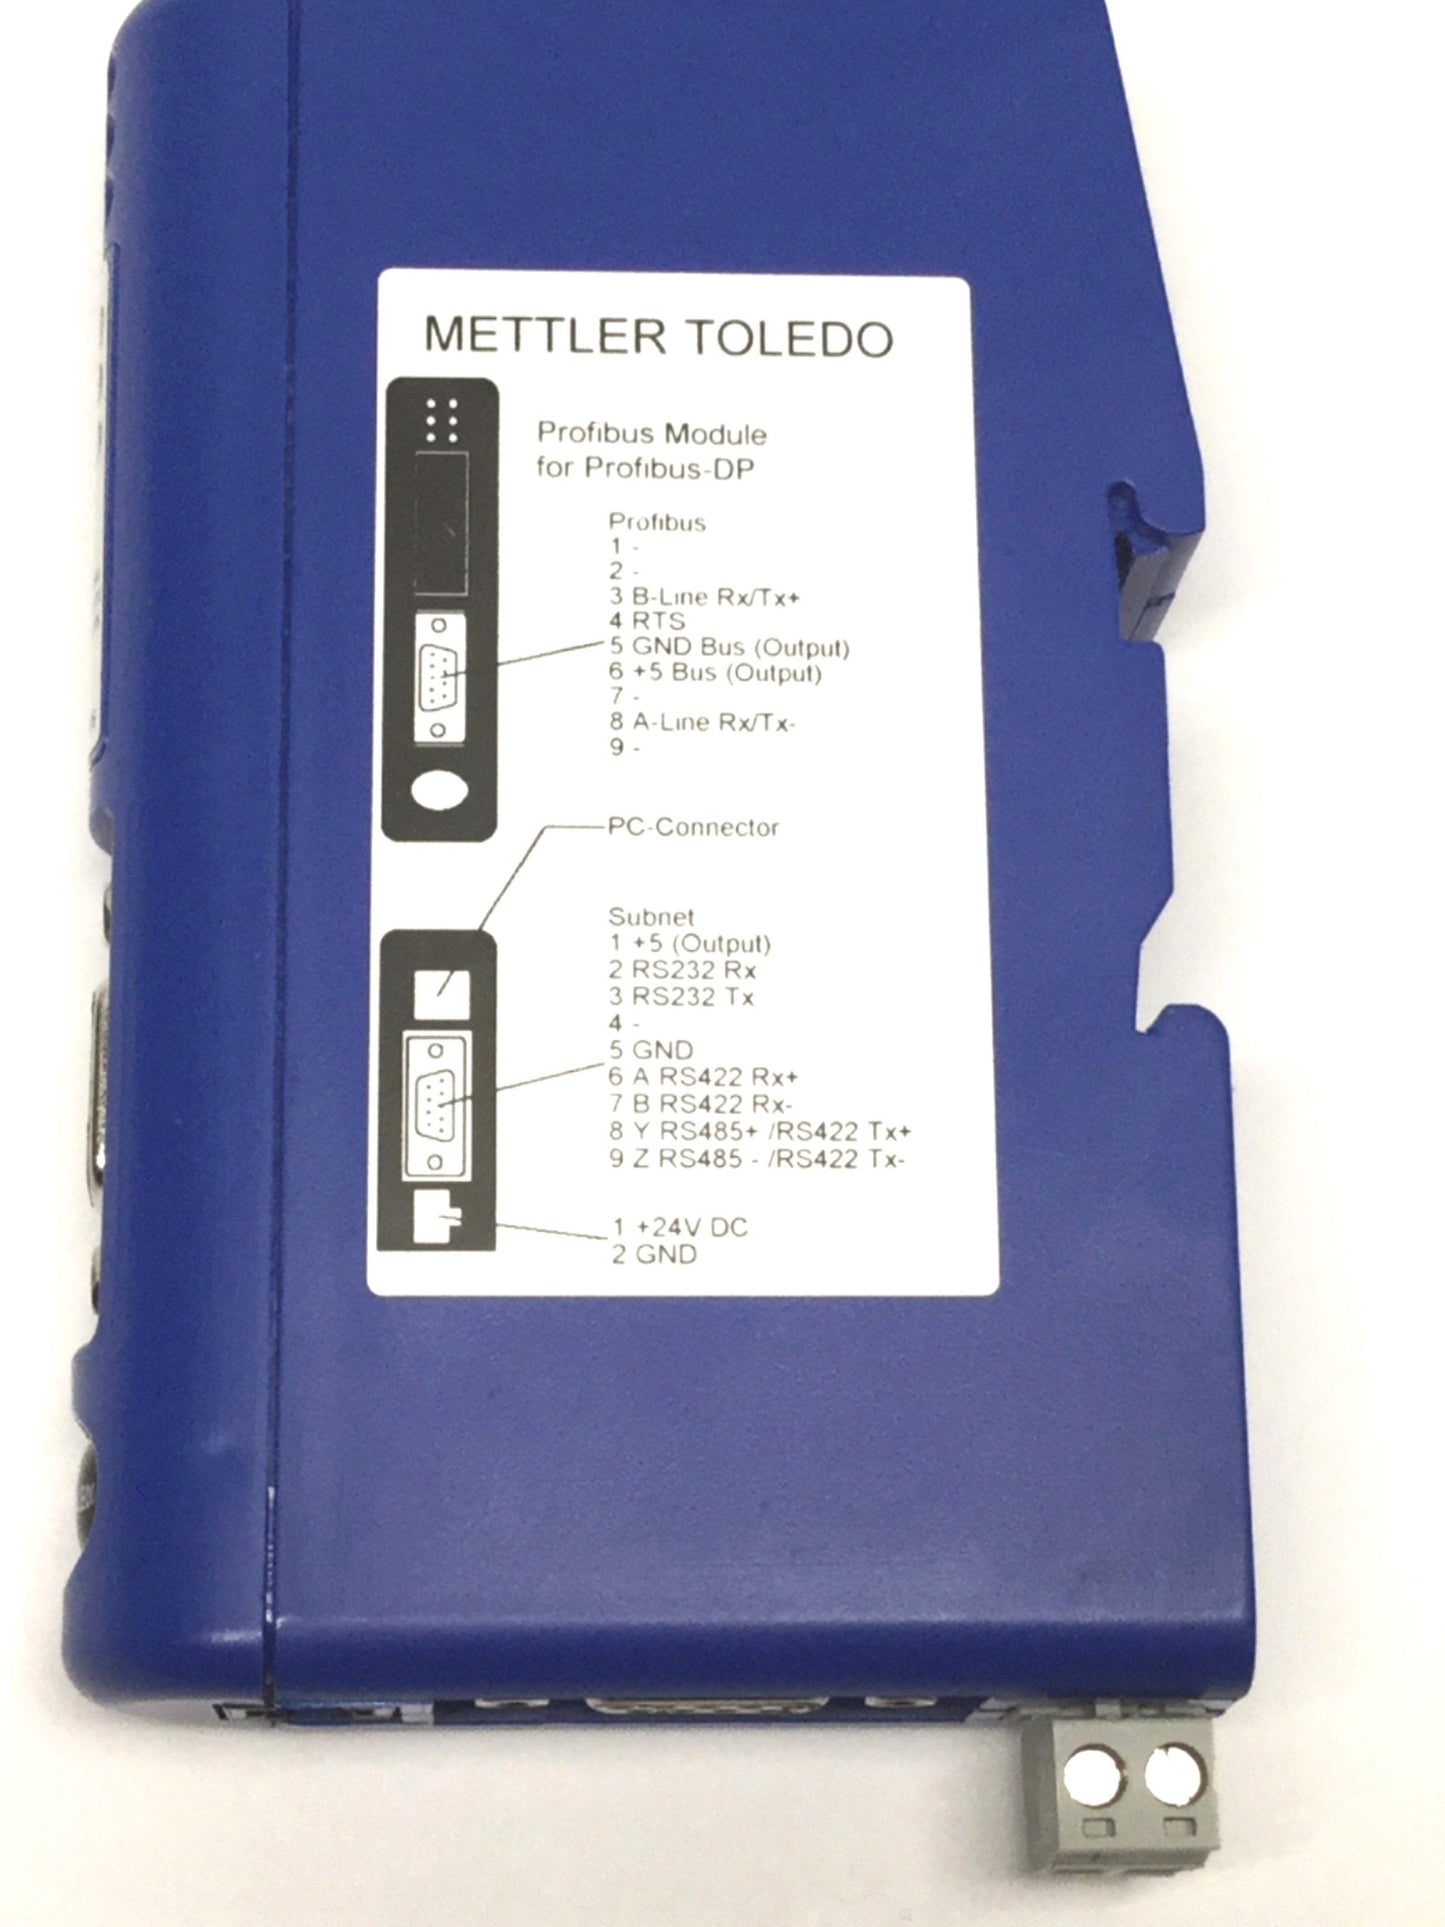 METTLER TOLEDO
Profibus Module
for Profibus-DP
Profibus
1 -
2 -
3 B-Line Rx/Tx+
4 RTS
5 GND Bus (Output)
6 +5 Bus (Output)
7 -
8 A-Line Rx/Tx-
9 -
PC-Connector
Subnet
1 +5 (Output)
2 RS232 Rx
3 RS232 Tx
4 -
5 GND
6 A RS422 Rx+
7 B RS422 Rx-
8 Y RS485+ /RS422 Tx+
9 Z RS485 - /RS422 Tx-
1 +24V DC
2 GND